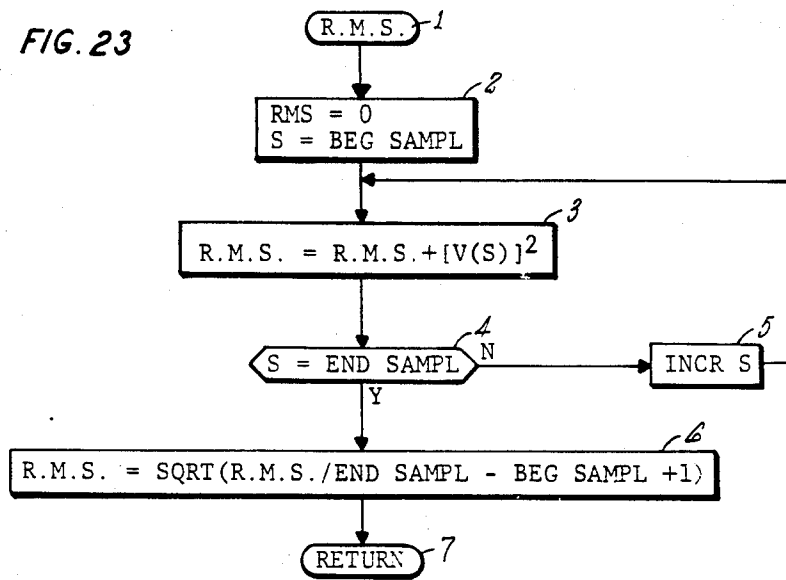 FIG. 23
R.M.S. 1
2
RMS = 0
S = BEG SAMPL
3
R.M.S. = R.M.S.+[V(S)]²
4
S = END SAMPL
N
5
INCR S
Y
6
R.M.S. = SQRT(R.M.S./END SAMPL - BEG SAMPL +1)
RETURN 7